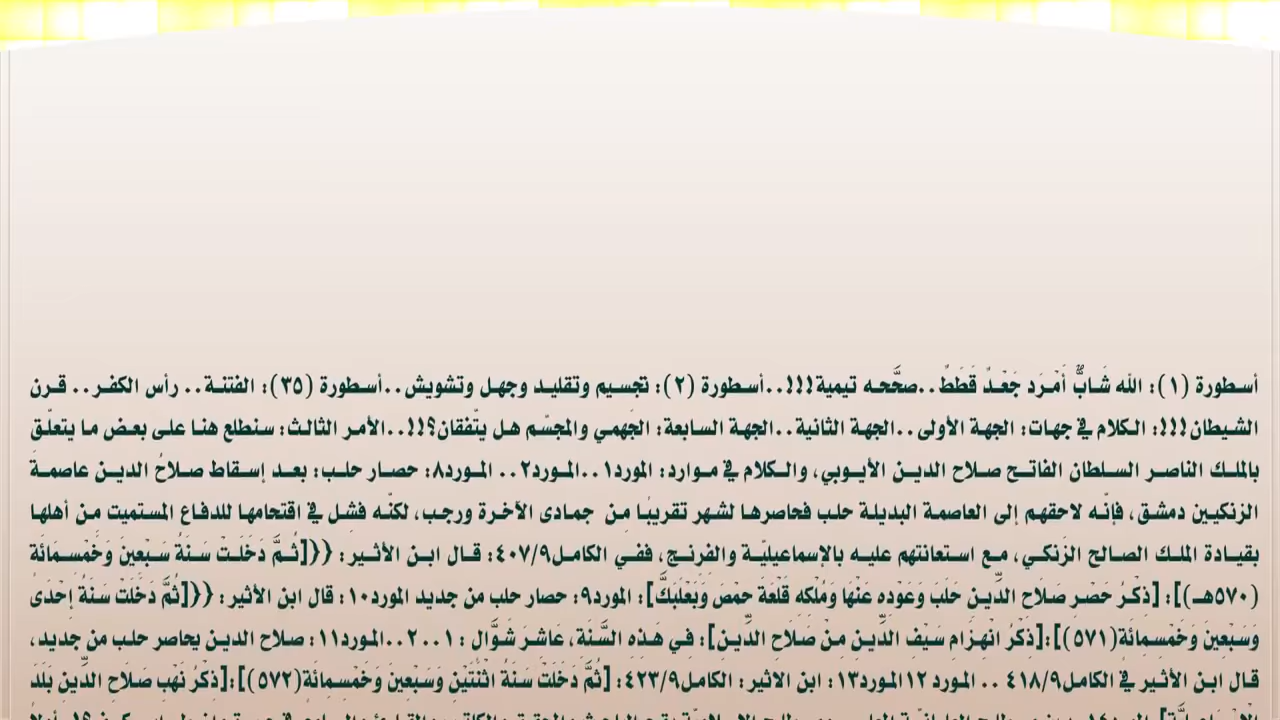 أسطورة (١): الله شَابٌّ أَمْرَد جَعْدٌ قَطَطٌ..صحَّحه تيمية!!!..أسطورة (٢): تجسيم وتقليد وجهل وتشويش..أسطورة (٣٥): الفتنة.. رأس الكفر.. قرن
الشيطان!!!: الكلام في جهات: الجهة الأولى..الجهة الثانية..الجهة السابعة: الجَهمي والمجسّم هل يتّفقان؟!!..الأمر الثالث: سنطلع هنا على بعض ما يتعلّق
بالملك الناصر السلطان الفاتح صلاح الدين الأيوبي، والكلام في موارد: المورد١..المورد٢.. المورد٨: حصار حلب: بعد إسقاط صلاحُ الدين عاصمةَ
الزنكيين دمشق، فإنّه لاحقهم إلى العاصمة البديلة حلب فحاصرها لشهر تقريبًا من جمادى الآخرة ورجب، لكنّه فشل في اقتحامها للدفاع المستميت من أهلها
بقيادة الملك الصالح الزنكي، مع استعانتهم عليه بالإسماعيليّة والفرنج، ففي الكامل٤٠٧/٩: قال ابن الأثير: (([ثُمَّ دَخَلَتْ سَنَةُ سَبْعِينَ وَخَمْسِمِائَة
(٥٧٠هـ)]: [ذِكْرُ حَصْرِ صَلَاحِ الدِّينِ حَلَبَ وَعَوْدِهِ عَنْهَا وَمُلْكِهِ قَلْعَةَ حِمْصَ وَبَعْلَبَكَّ]: المورد٩: حصار حلب من جديد المورد١٠: قال ابن الأثير: (([ثُمَّ دَخَلَتْ سَنَةُ إِحْدَى
وَسَبْعِينَ وَخَمْسِمِائَة(٥٧١)]:[ذِكْرُ انْهِزَامِ سَيْفِ الدِّينِ مِنْ صَلَاحِ الدِّينِ]: فِي هَذِهِ السَّنَةِ، عَاشِرَ شَوَّالٍ : ١..٢..المورد١١: صلاح الدين يحاصر حلب من جديد،
قال ابن الأثير في الكامل٤١٨/٩ .. المورد ١٢المورد١٣: ابن الاثير: الكامل٤٢٣/٩: [ثُمَّ دَخَلَتْ سَنَةُ اثْنَتَيْنِ وَسَبْعِينَ وَخَمْسِمِائَة(٥٧٢)]:[ذِكْرُ نَهْبِ صَلَاحِ الدِّينِ بَلَدَ